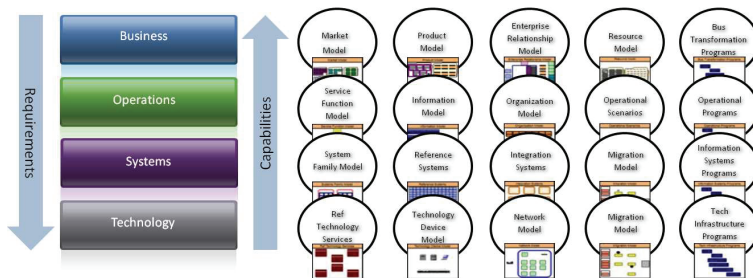 Requirements
Business
Operations
Systems
Technology
Capabilities
Market
Model
Product
Model
Enterprise
Relationship
Model
Resource
Model
Bus
Transformation
Programs
Service
Function
Model
Information
Model
Organization
Model
Operational
Scenarios
Operational
Programs
System
Family Model
Reference
Systems
Integration
Systems
Migration
Model
Information
Systems
Programs
Ref
Technology
Services
Technology
Device
Model
Network
Model
Migration
Model
Tech
Infrastructure
Programs